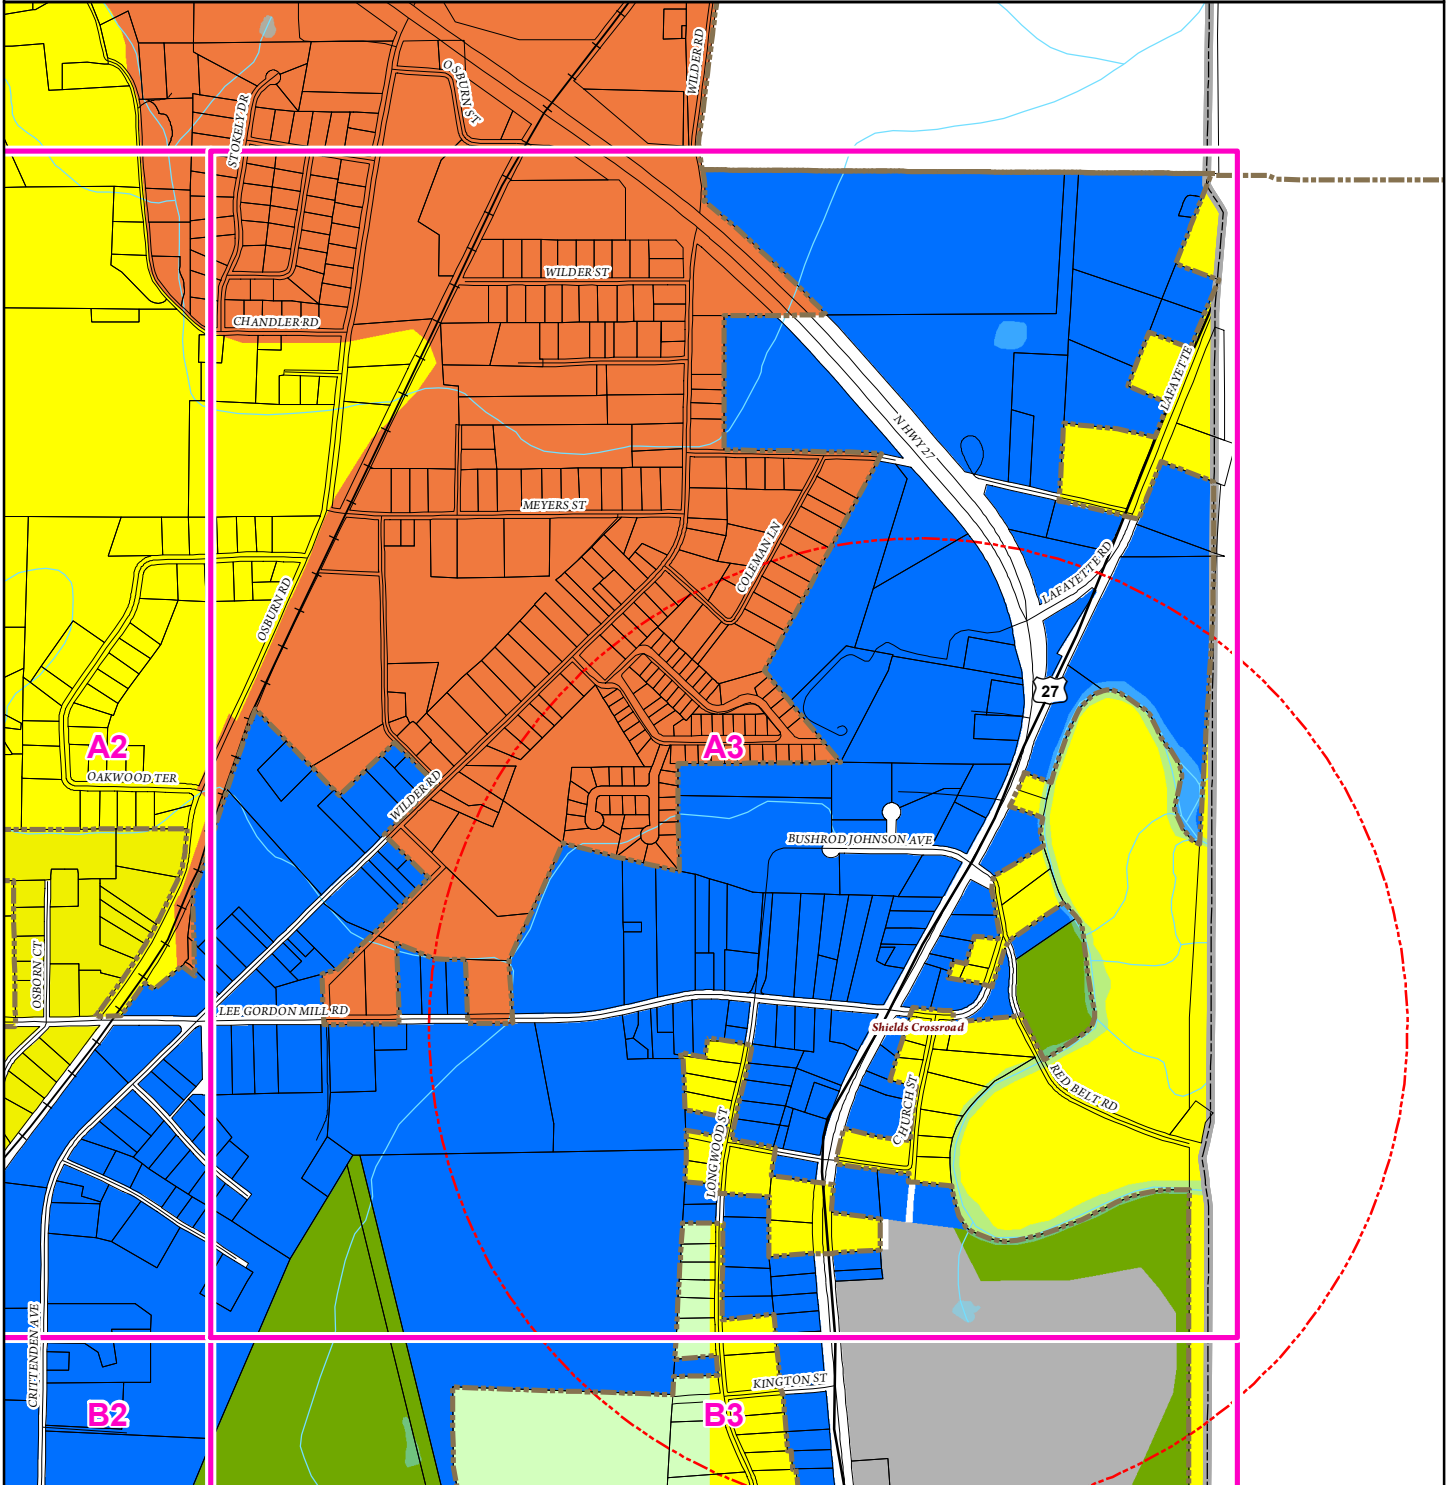 WILDER RD
OSBURN ST
STOKELY DR
WILDER ST
CHANDLER RD
LAFAYETTE
N HWY 27
MEYERS ST
COLEMAN LN
LAFAYETTE RD
OSBURN RD
27
A2
A3
OAKWOOD TER
WILDER RD
BUSHROD JOHNSON AVE
OSBORN CT
LEE GORDON MILL RD
Shields Crossroad
RED BELT RD
CHURCH ST
LONGWOOD ST
CRITTENDEN AVE
KINGTON ST
B2
B3